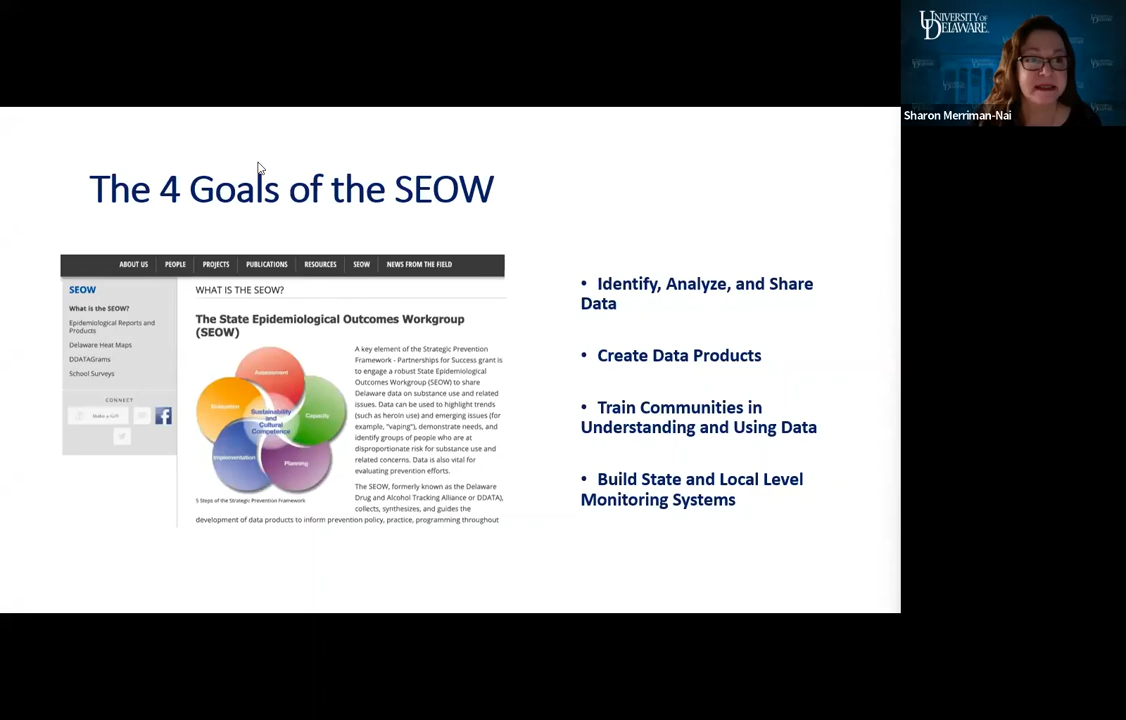 UNIVERSITY OF
DELAWARE
Sharon Merriman-Nai
The 4 Goals of the SEOW
ABOUT US PEOPLE PROJECTS PUBLICATIONS RESOURCES SEOW NEWS FROM THE FIELD
SEOW
What is the SEOW?
Epidemiological Reports and
Products
Delaware Heat Maps
DDATAGrams
School Surveys
CONNECT
Make a Gift
WHAT IS THE SEOW?
The State Epidemiological Outcomes Workgroup
(SEOW)
Assessment
Evaluation
Capacity
Sustainability
and
Cultural
Competence
Implementation
Planning
5 Steps of the Strategic Prevention Framework
A key element of the Strategic Prevention
Framework - Partnerships for Success grant is
to engage a robust State Epidemiological
Outcomes Workgroup (SEOW) to share
Delaware data on substance use and related
issues. Data can be used to highlight trends
(such as heroin use) and emerging issues (for
example, "vaping"), demonstrate needs, and
identify groups of people who are at
disproportionate risk for substance use and
related concerns. Data is also vital for
evaluating prevention efforts.
The SEOW, formerly known as the Delaware
Drug and Alcohol Tracking Alliance or DDATA),
collects, synthesizes, and guides the
development of data products to inform prevention policy, practice, programming throughout
• Identify, Analyze, and Share
Data
• Create Data Products
• Train Communities in
Understanding and Using Data
• Build State and Local Level
Monitoring Systems